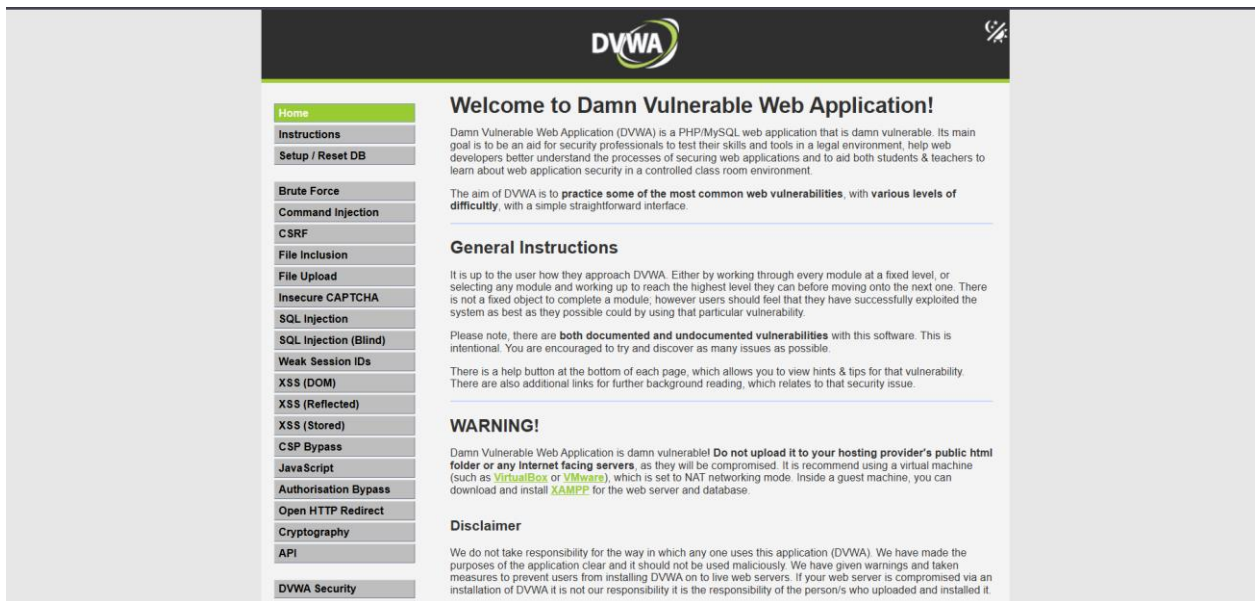 DVWA
Home
Instructions
Setup / Reset DB
Brute Force
Command Injection
CSRF
File Inclusion
File Upload
Insecure CAPTCHA
SQL Injection
SQL Injection (Blind)
Weak Session IDs
XSS (DOM)
XSS (Reflected)
XSS (Stored)
CSP Bypass
JavaScript
Authorisation Bypass
Open HTTP Redirect
Cryptography
API
DVWA Security
Welcome to Damn Vulnerable Web Application!
Damn Vulnerable Web Application (DVWA) is a PHP/MySQL web application that is damn vulnerable. Its main
goal is to be an aid for security professionals to test their skills and tools in a legal environment, help web
developers better understand the processes of securing web applications and to aid both students & teachers to
learn about web application security in a controlled class room environment.
The aim of DVWA is to practice some of the most common web vulnerabilities, with various levels of
difficultly, with a simple straightforward interface.
General Instructions
It is up to the user how they approach DVWA. Either by working through every module at a fixed level, or
selecting any module and working up to reach the highest level they can before moving onto the next one. There
is not a fixed object to complete a module; however users should feel that they have successfully exploited the
system as best as they possible could by using that particular vulnerability.
Please note, there are both documented and undocumented vulnerabilities with this software. This is
intentional. You are encouraged to try and discover as many issues as possible.
There is a help button at the bottom of each page, which allows you to view hints & tips for that vulnerability.
There are also additional links for further background reading, which relates to that security issue.
WARNING!
Damn Vulnerable Web Application is damn vulnerable! Do not upload it to your hosting provider's public html
folder or any Internet facing servers, as they will be compromised. It is recommend using a virtual machine
(such as VirtualBox or VMware), which is set to NAT networking mode. Inside a guest machine, you can
download and install XAMPP for the web server and database.
Disclaimer
We do not take responsibility for the way in which any one uses this application (DVWA). We have made the
purposes of the application clear and it should not be used maliciously. We have given warnings and taken
measures to prevent users from installing DVWA on to live web servers. If your web server is compromised via an
installation of DVWA it is not our responsibility it is the responsibility of the person/s who uploaded and installed it.